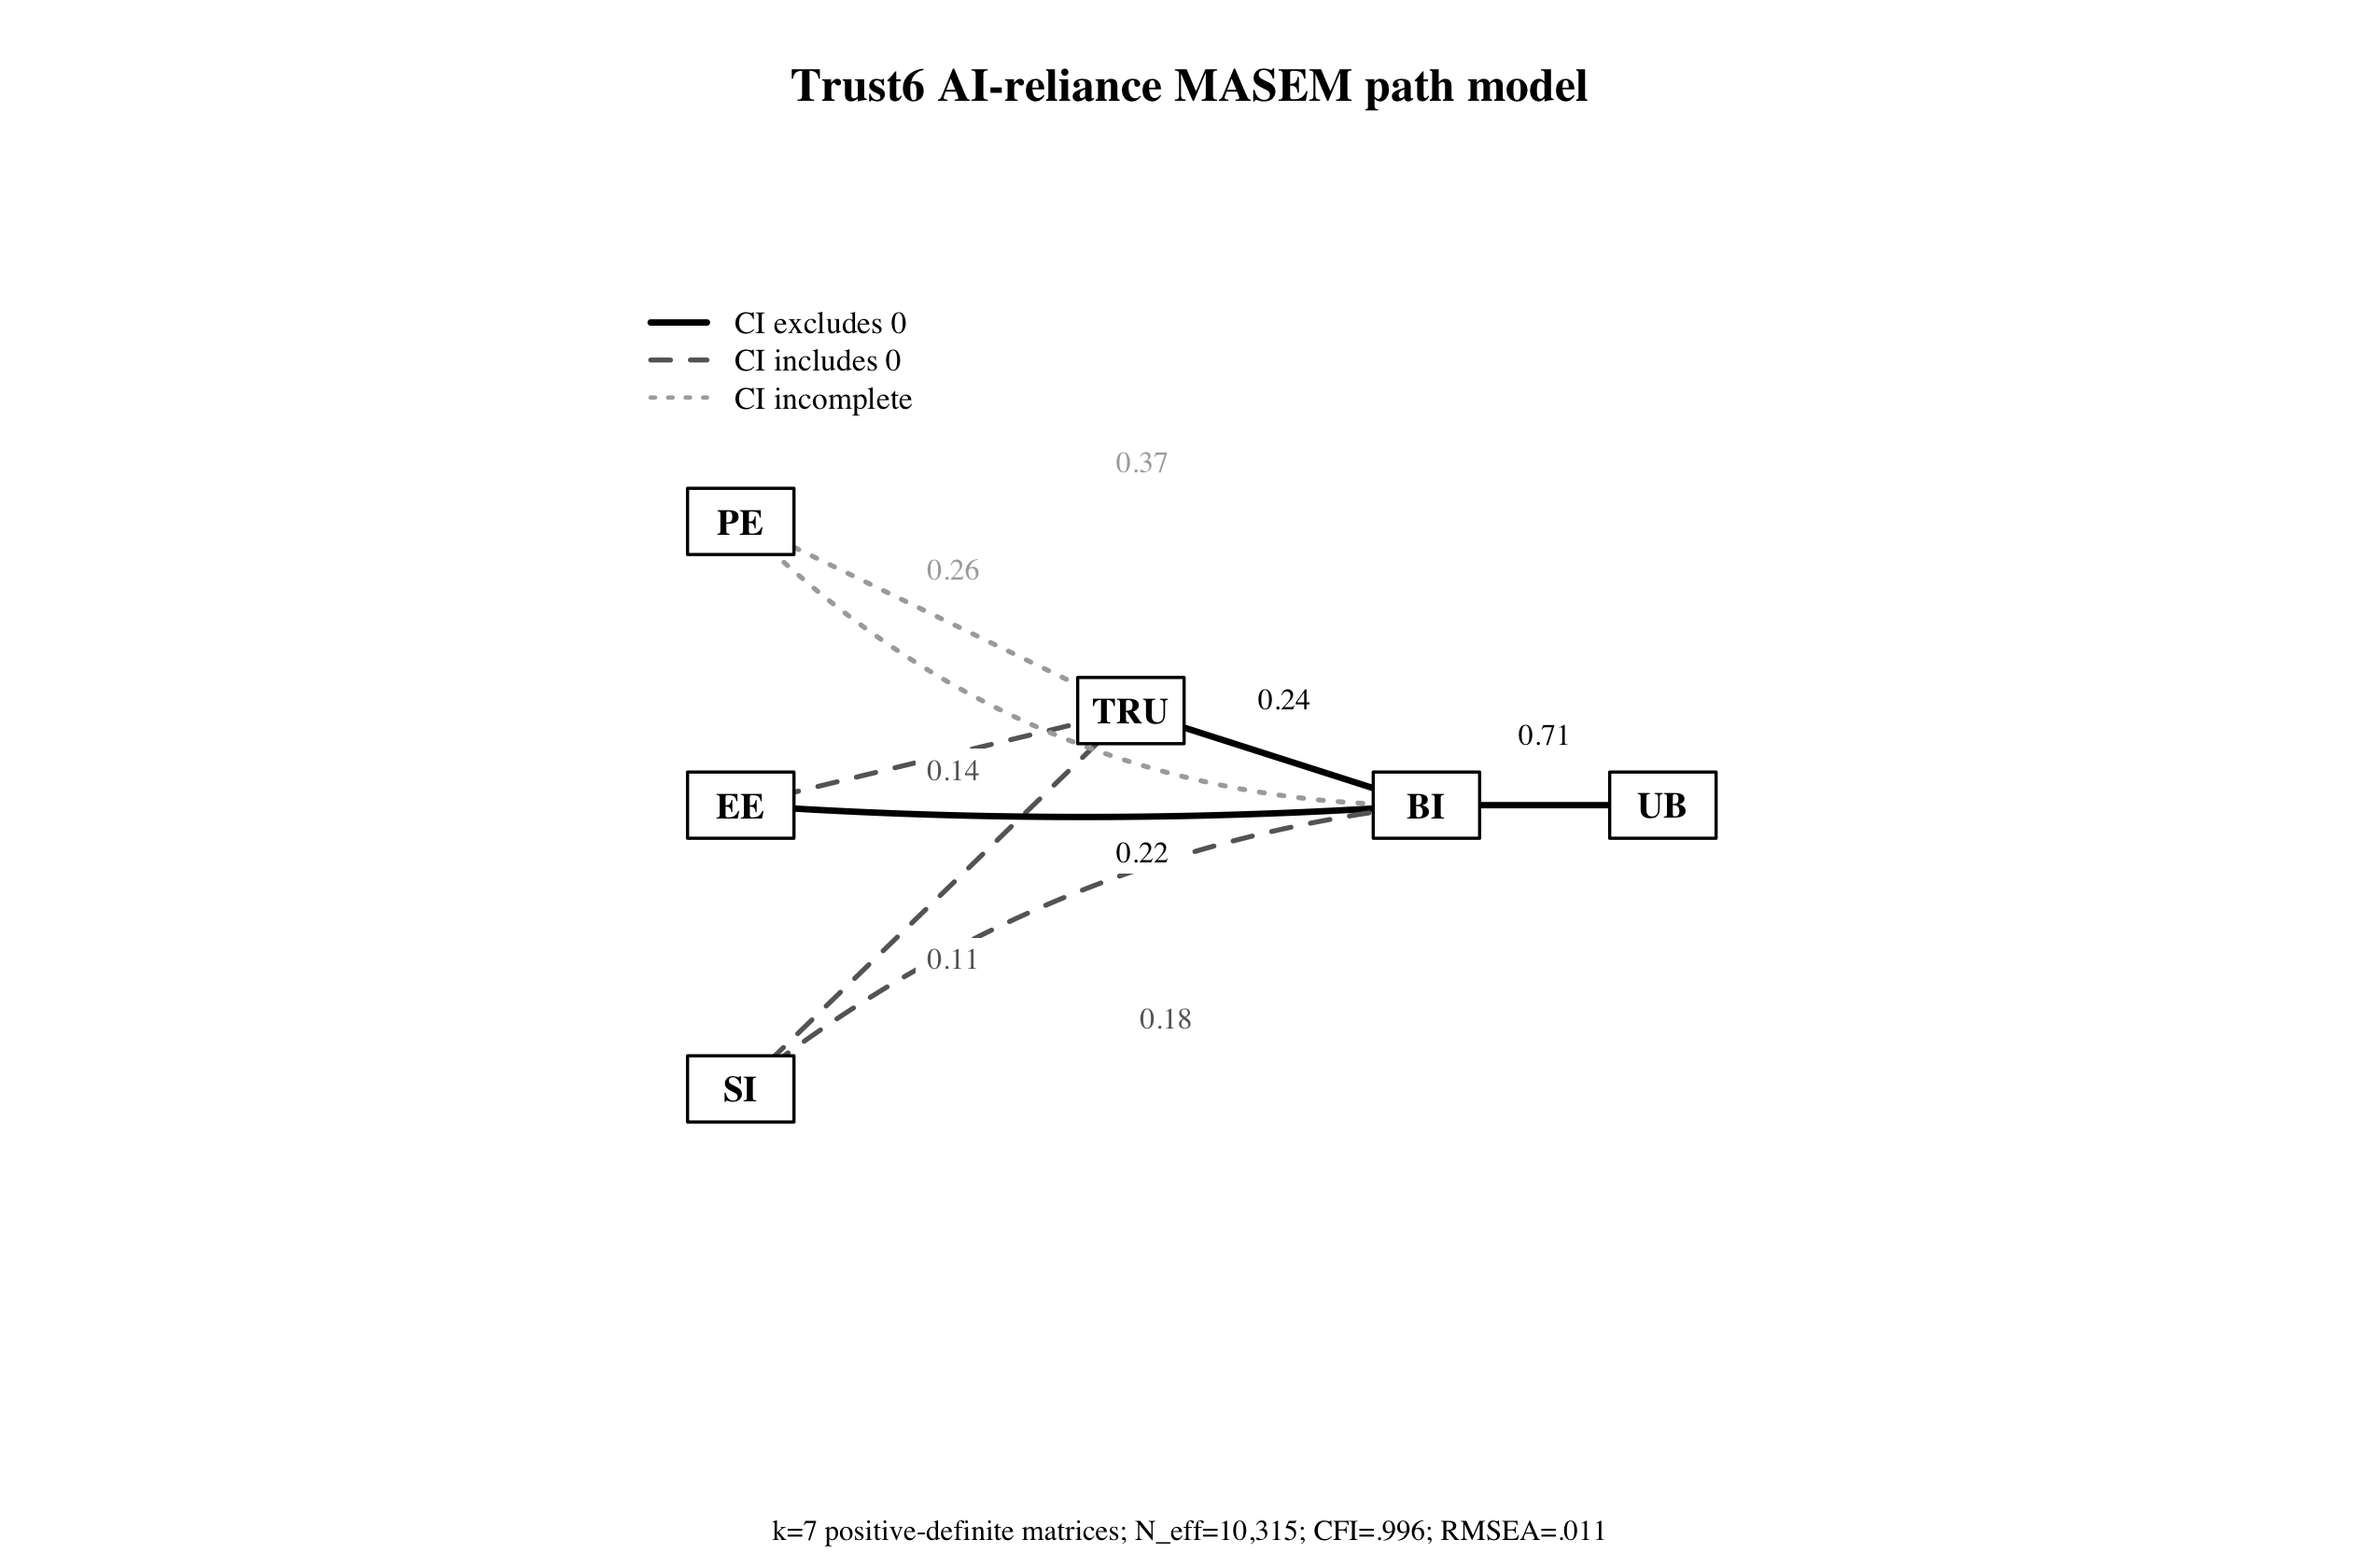 Trust6 AI-reliance MASEM path model
CI excludes 0
CI includes 0
CI incomplete
0.37
PE
0.26
TRU
0.24
0.71
0.14
EE
BI
UB
0.22
0.11
0.18
SI
k=7 positive-definite matrices; N_eff=10,315; CFI=.996; RMSEA=.011